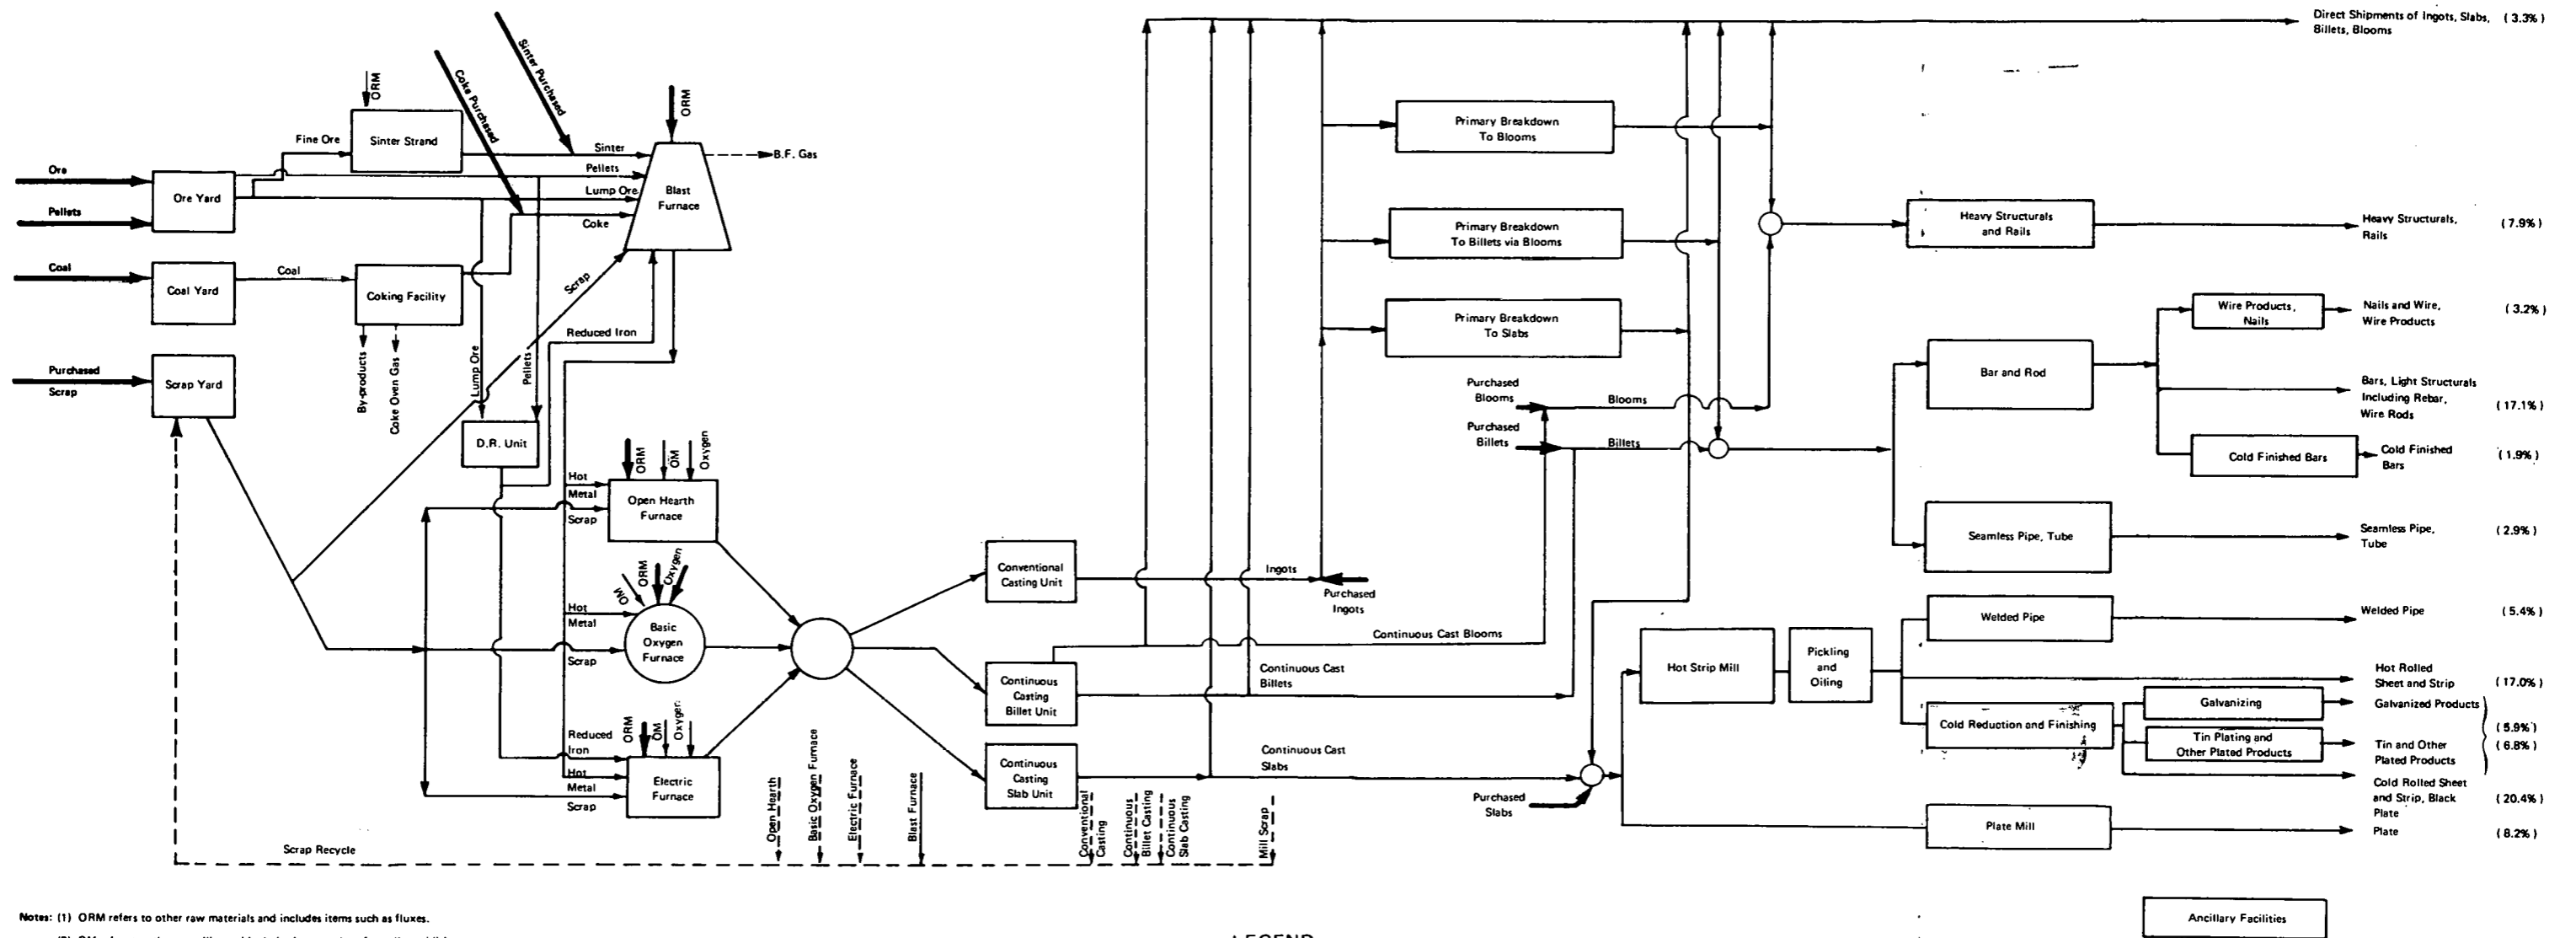 Direct Shipments of Ingots, Slabs, (3.3%)
Billets, Blooms
Sinter Purchased
Coke Purchased
ORM
ORM
Fine Ore
Sinter Strand
Sinter
B.F. Gas
Pellets
Lump Ore
Coke
Blast
Furnace
Ore
Pellets
Ore Yard
Coal
Coal Yard
Coal
Coking Facility
By-products
Coke Oven Gas
Purchased
Scrap
Scrap Yard
Scrap
Reduced Iron
Lump Ore
Pellets
D.R. Unit
ORM
OM
Oxygen
Hot
Metal
Scrap
Open Hearth
Furnace
OM
ORM
Oxygen
Hot
Metal
Scrap
Basic
Oxygen
Furnace
ORM
OM
Oxygen
Reduced
Iron
Hot
Metal
Scrap
Electric
Furnace
Scrap Recycle
Open Hearth
Basic Oxygen Furnace
Electric Furnace
Blast Furnace
Conventional
Casting
Continuous
Billet Casting
Continuous
Slab Casting
Mill Scrap
Conventional
Casting Unit
Ingots
Purchased
Ingots
Continuous
Casting
Billet Unit
Continuous Cast Blooms
Continuous Cast
Billets
Continuous
Casting
Slab Unit
Continuous Cast
Slabs
Purchased
Slabs
Primary Breakdown
To Blooms
Primary Breakdown
To Billets via Blooms
Primary Breakdown
To Slabs
Purchased
Blooms
Blooms
Purchased
Billets
Billets
Heavy Structurals
and Rails
Heavy Structurals,
Rails
(7.9%)
Wire Products,
Nails
Nails and Wire,
Wire Products
(3.2%)
Bar and Rod
Bars, Light Structurals
Including Rebar,
Wire Rods
(17.1%)
Cold Finished Bars
Cold Finished
Bars
(1.9%)
Seamless Pipe, Tube
Seamless Pipe,
Tube
(2.9%)
Welded Pipe
Welded Pipe
(5.4%)
Hot Strip Mill
Pickling
and
Oiling
Hot Rolled
Sheet and Strip
(17.0%)
Galvanizing
Galvanized Products
(5.9%)
Cold Reduction and Finishing
Tin Plating and
Other Plated Products
Tin and Other
Plated Products
(6.8%)
Cold Rolled Sheet
and Strip, Black
Plate
(20.4%)
Plate Mill
Plate
(8.2%)
Ancillary Facilities
Notes: (1) ORM refers to other raw materials and includes items such as fluxes.
LEGEND